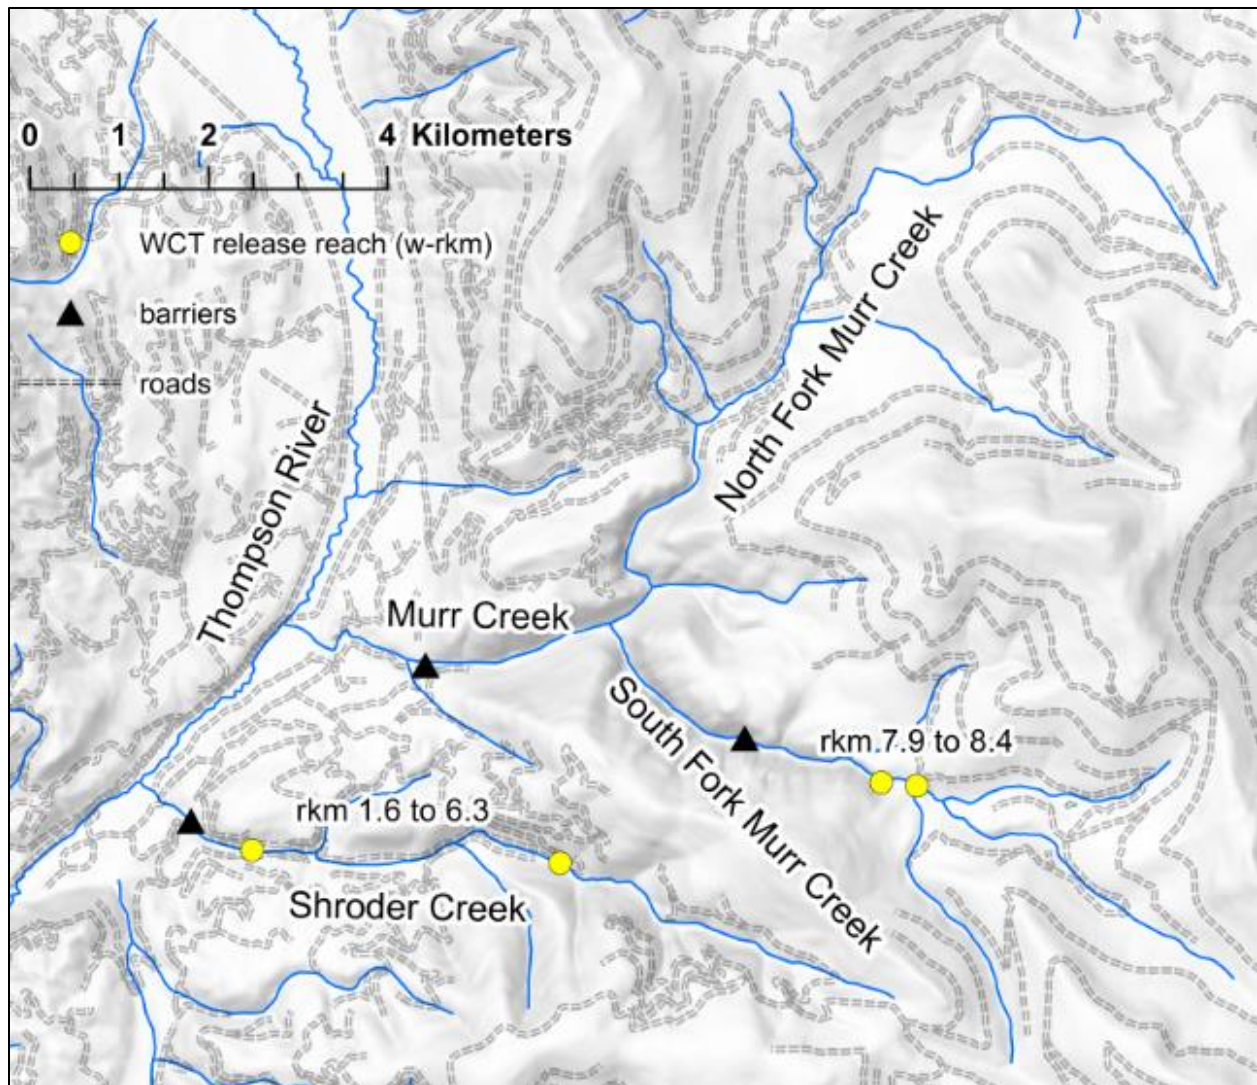 0 1 2 4 Kilometers
WCT release reach (w-rkm)
barriers
roads
Thompson River
North Fork Murr Creek
Murr Creek
South Fork Murr Creek
rkm 7.9 to 8.4
rkm 1.6 to 6.3
Shroder Creek